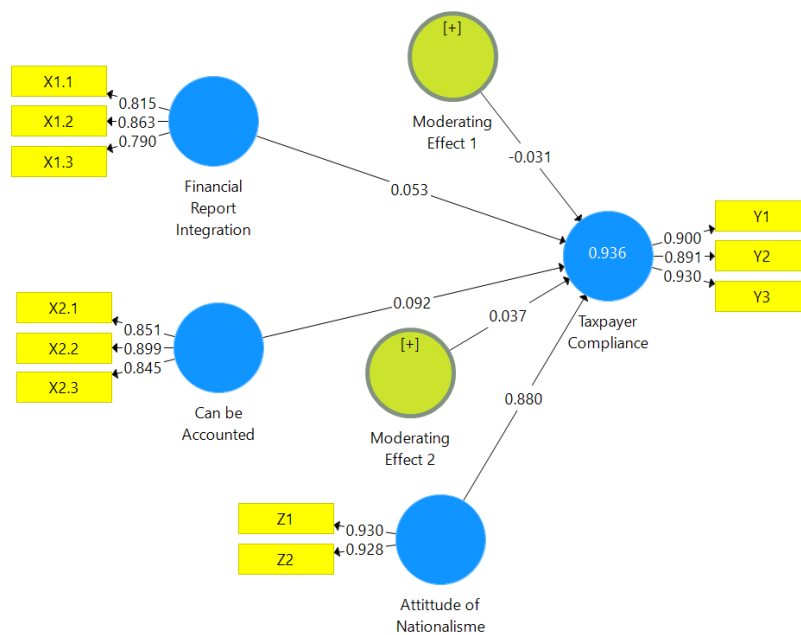 [+]
Moderating
Effect 1
X1.1
X1.2
X1.3
0.815
0.863
0.790
Financial
Report
Integration
0.053
-0.031
0.936
Taxpayer
Compliance
0.900
0.891
0.930
Y1
Y2
Y3
X2.1
X2.2
X2.3
0.851
0.899
0.845
Can be
Accounted
0.092
0.037
[+]
Moderating
Effect 2
0.880
Z1
Z2
0.930
0.928
Attittude of
Nationalisme